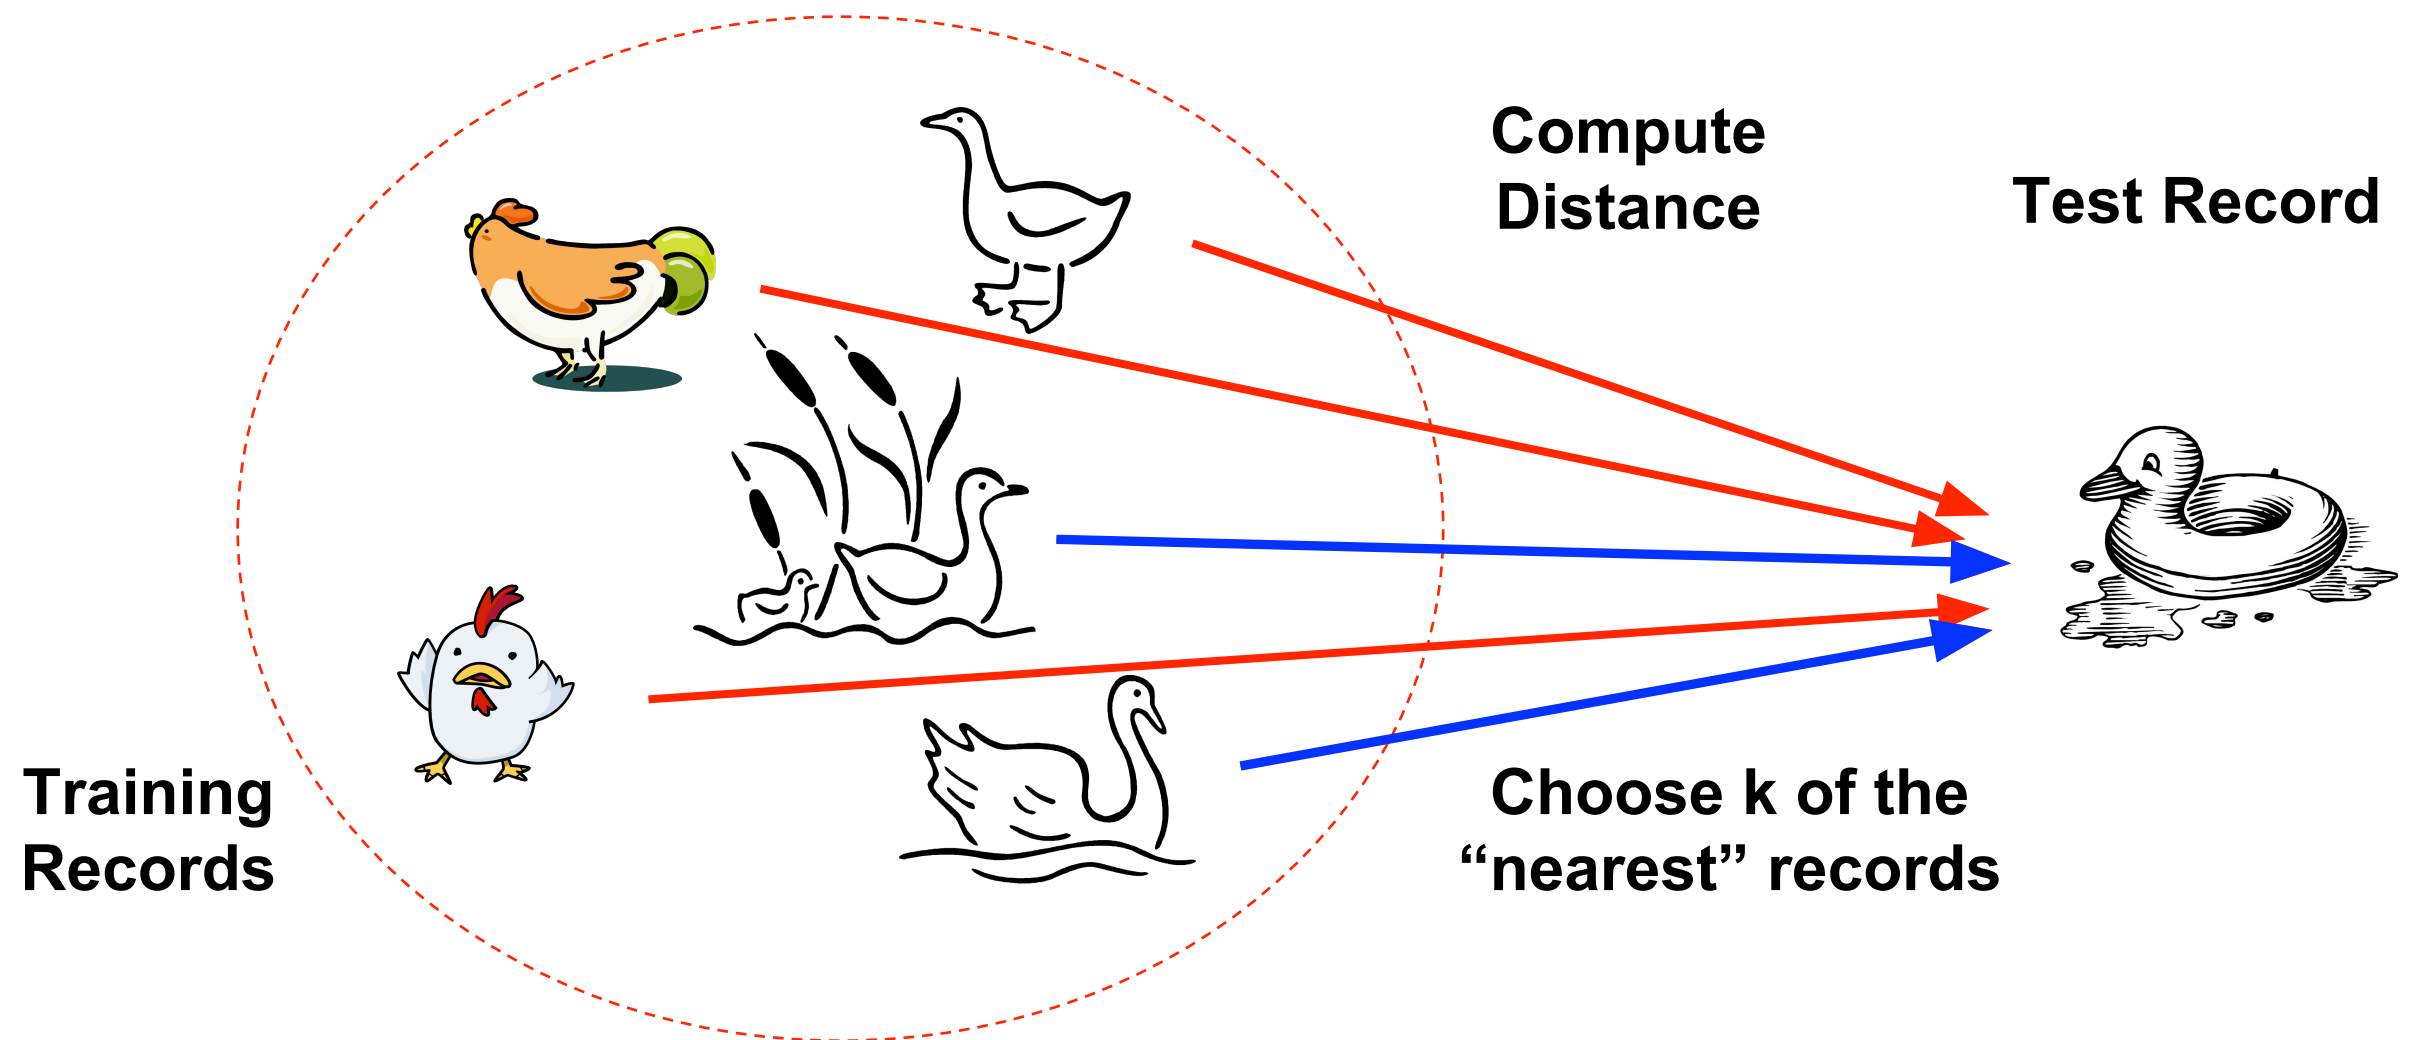 Compute
Distance
Test Record
Training
Records
Choose k of the
“nearest” records